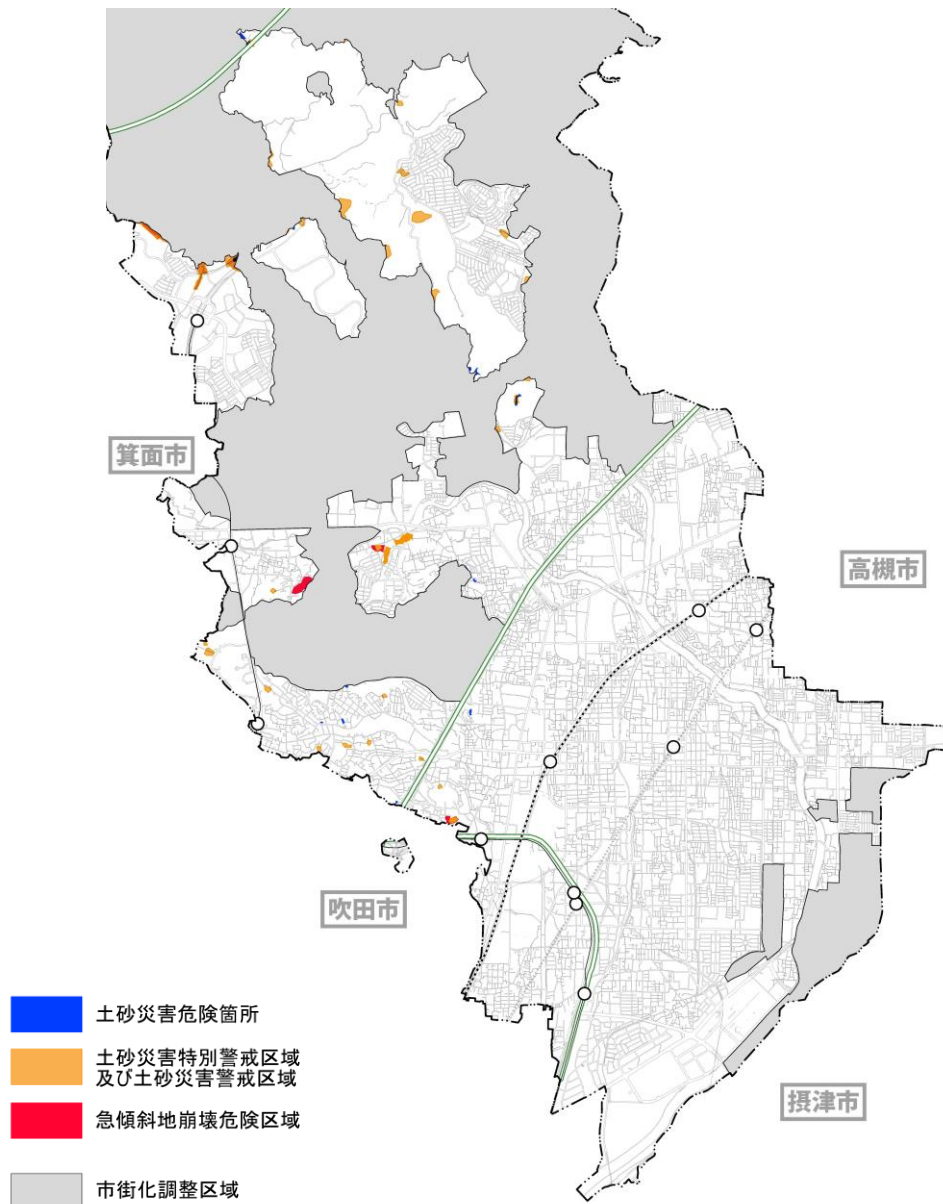 箕面市
高槻市
吹田市
摂津市
土砂災害危険箇所
土砂災害特別警戒区域
及び土砂災害警戒区域
急傾斜地崩壊危険区域
市街化調整区域